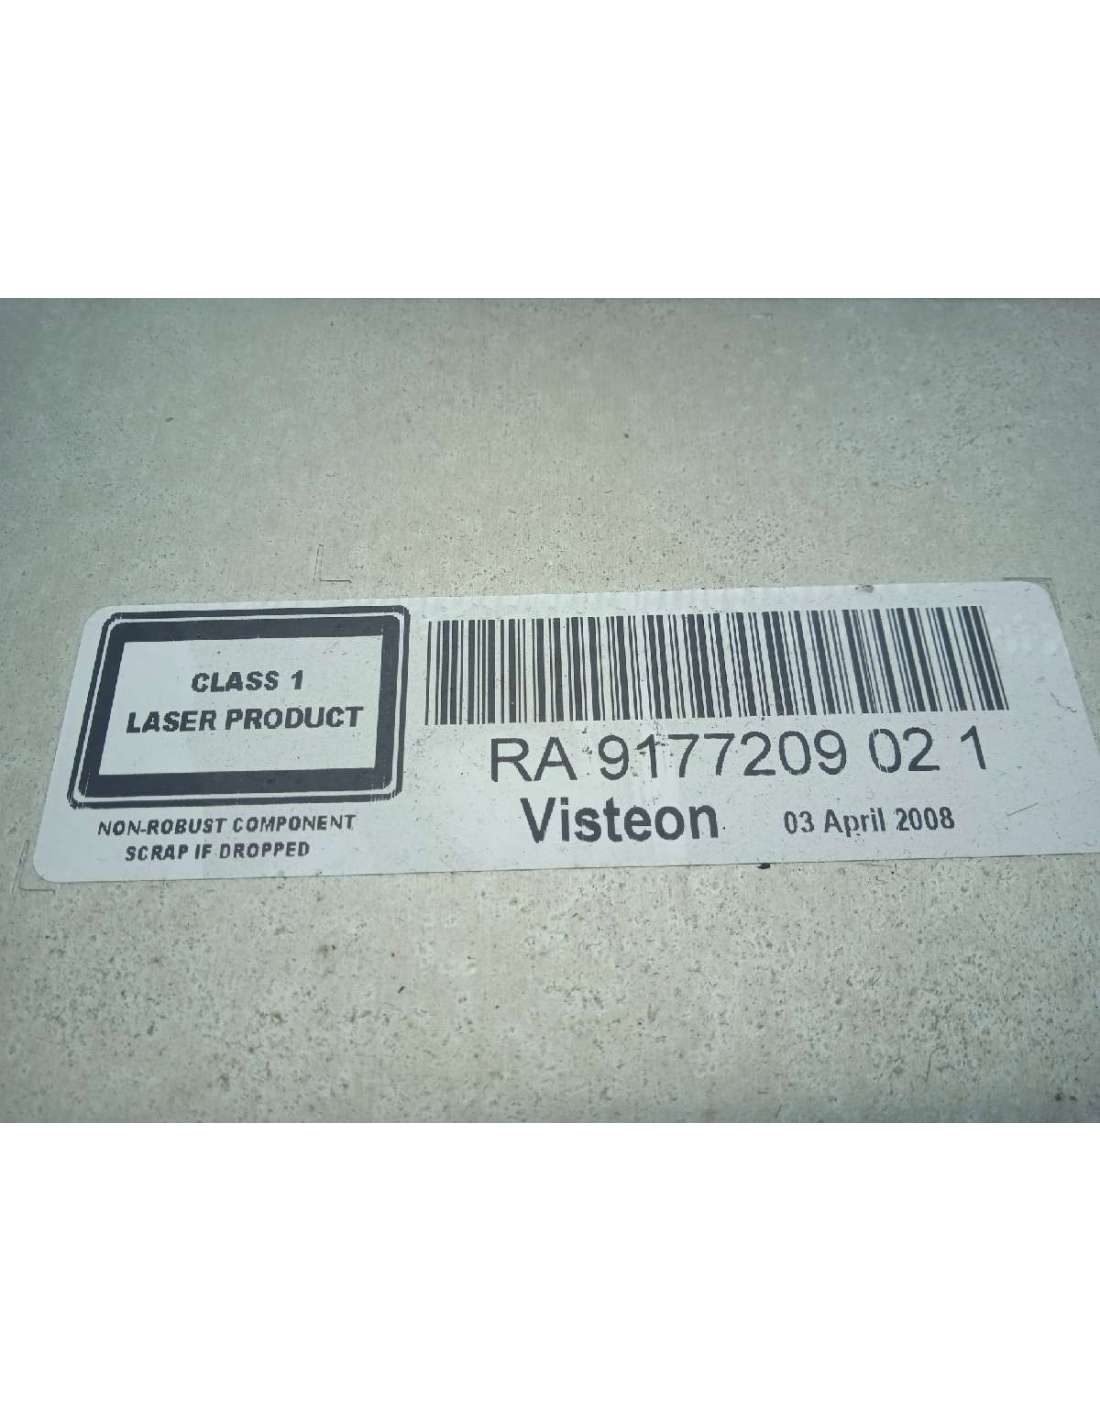 CLASS 1
LASER PRODUCT
NON-ROBUST COMPONENT
SCRAP IF DROPPED
RA 9177209 02 1
Visteon 03 April 2008